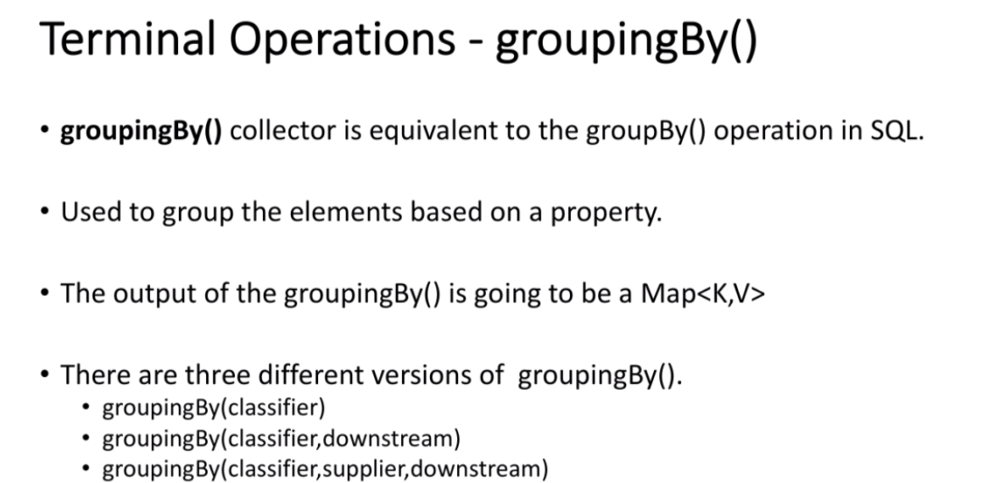 Terminal Operations - groupingBy()
• groupingBy() collector is equivalent to the groupBy() operation in SQL.
• Used to group the elements based on a property.
• The output of the groupingBy() is going to be a Map<K,V>
• There are three different versions of groupingBy().
• groupingBy(classifier)
• groupingBy(classifier,downstream)
• groupingBy(classifier,supplier,downstream)